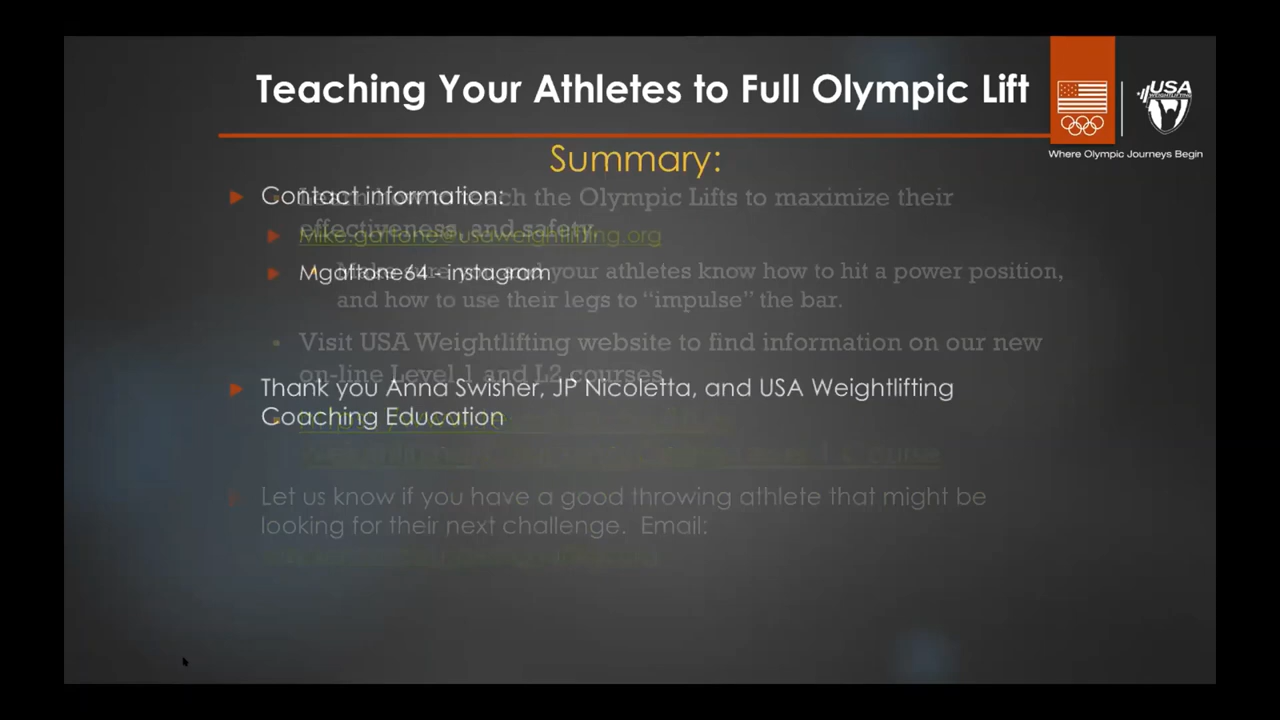 Teaching Your Athletes to Full Olympic Lift
USA
WEIGHTLIFTING
Where Olympic Journeys Begin
Summary:
Contact information:
the Olympic Lifts to maximize their
effectiveness, and safety.
Mike.gattone@usaweightlifting.org
Mgattone64 - instagram
your athletes know how to hit a power position,
and how to use their legs to “impulse” the bar.
Visit USA Weightlifting website to find information on our new
on-line Level 1 and L2 courses
Thank you Anna Swisher, JP Nicoletta, and USA Weightlifting
Coaching Education
Let us know if you have a good throwing athlete that might be
looking for their next challenge. Email: